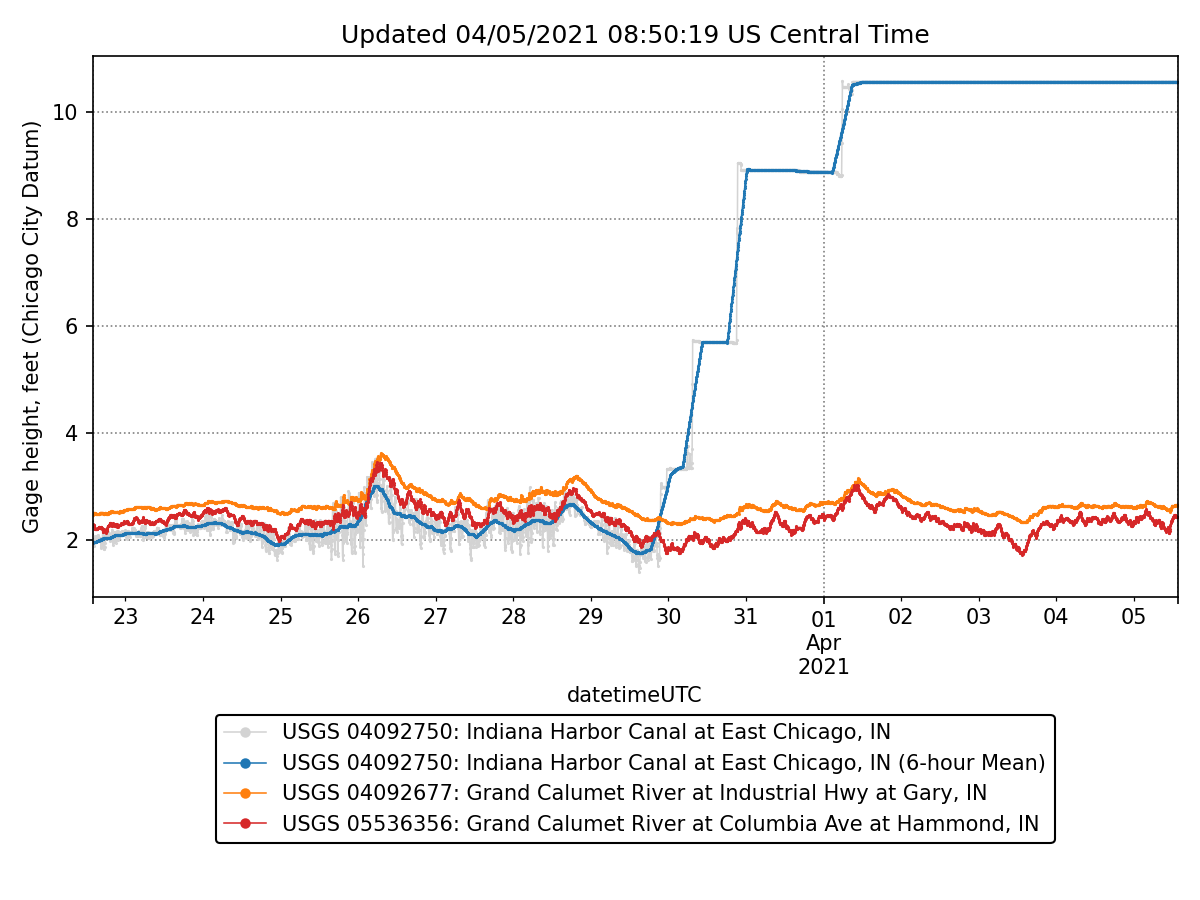 Updated 04/05/2021 08:50:19 US Central Time
Gage height, feet (Chicago City Datum)
10
8
6
4
2
23 24 25 26 27 28 29 30 31 01 02 03 04 05
Apr
2021
datetimeUTC
USGS 04092750: Indiana Harbor Canal at East Chicago, IN
USGS 04092750: Indiana Harbor Canal at East Chicago, IN (6-hour Mean)
USGS 04092677: Grand Calumet River at Industrial Hwy at Gary, IN
USGS 05536356: Grand Calumet River at Columbia Ave at Hammond, IN